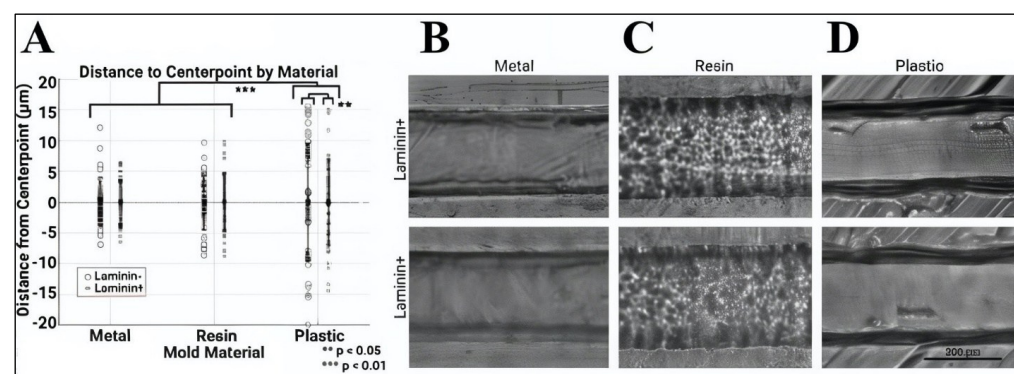 A
Distance to Centerpoint by Material
Distance from Centerpoint (µm)
20
15
10
5
0
-5
-10
-15
-20
***
**
Laminin-
Lominin†
Metal
Resin
Plastic
Mold Material
** p < 0.05
*** p < 0.01
B
Metal
Laminin+
Laminin+
C
Resin
D
Plastio